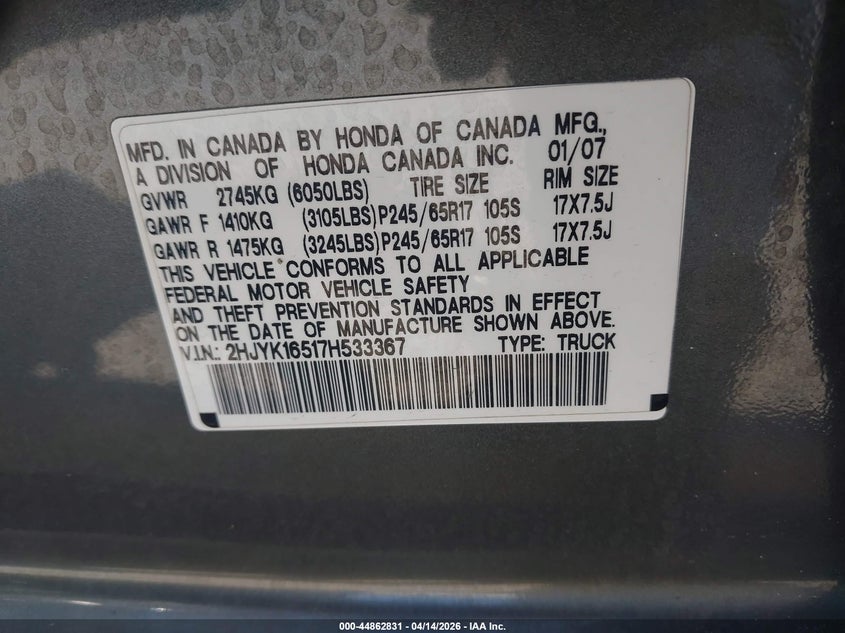 MFD. IN CANADA BY HONDA OF CANADA MFG.,
A DIVISION OF HONDA CANADA INC. 01/07
GVWR 2745KG (6050LBS) TIRE SIZE RIM SIZE
GAWR F 1410KG (3105LBS) P245/65R17 105S 17X7.5J
GAWR R 1475KG (3245LBS) P245/65R17 105S 17X7.5J
THIS VEHICLE CONFORMS TO ALL APPLICABLE
FEDERAL MOTOR VEHICLE SAFETY
AND THEFT PREVENTION STANDARDS IN EFFECT
ON THE DATE OF MANUFACTURE SHOWN ABOVE.
V.I.N.: 2HJYK16517H533367 TYPE: TRUCK
000-44862831 - 04/14/2026 - IAA Inc.